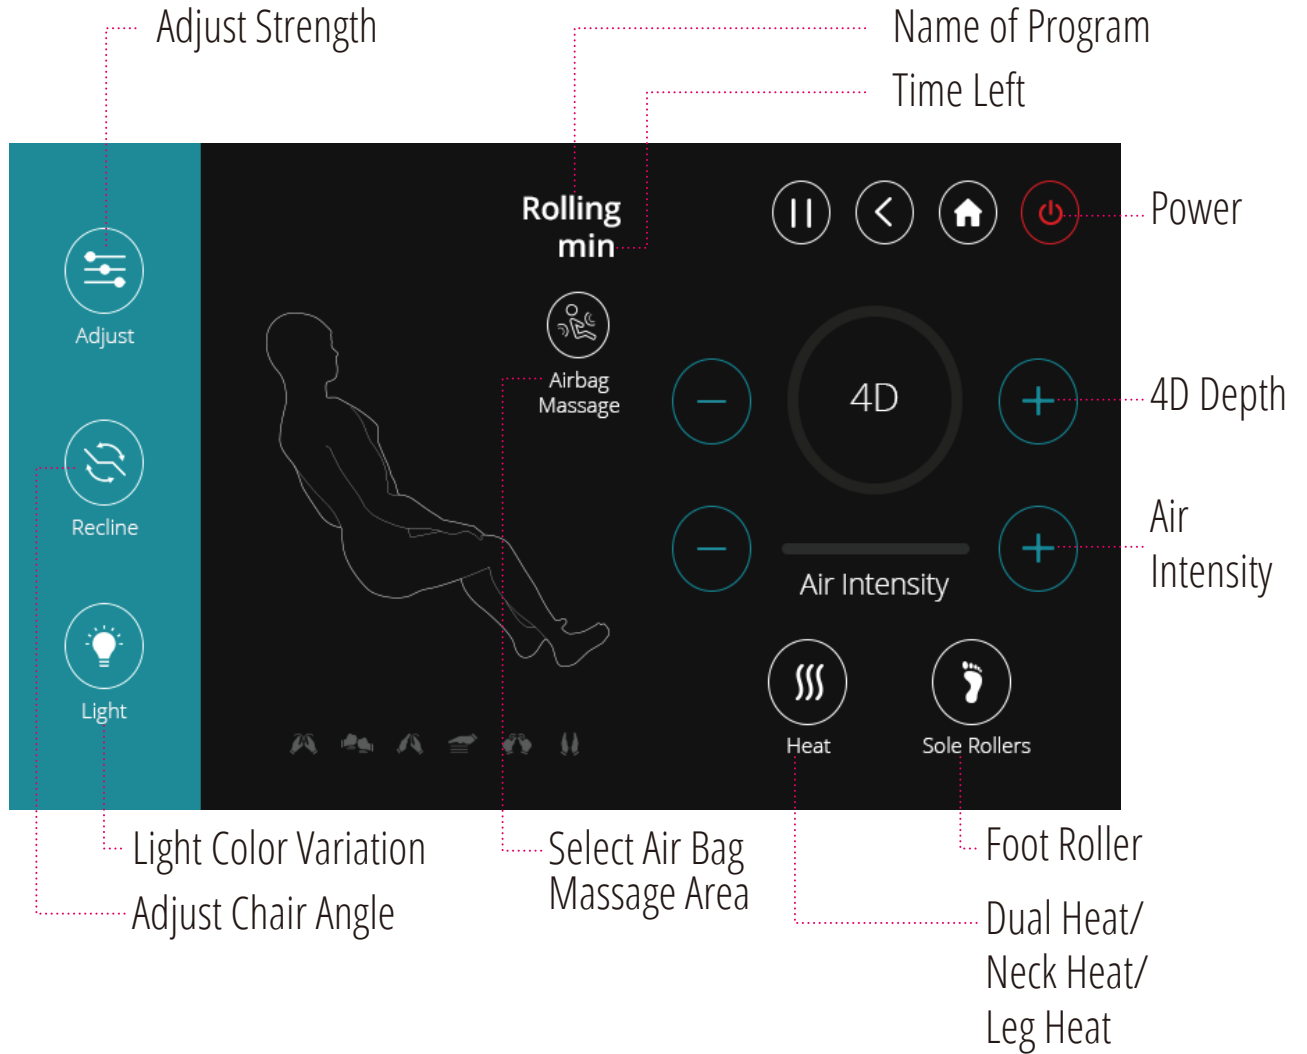 Adjust Strength
Name of Program
Time Left
Rolling
min
Power
Adjust
Airbag
Massage
4D
4D Depth
Recline
Air
Intensity
Air Intensity
Light
Heat
Sole Rollers
Light Color Variation
Adjust Chair Angle
Select Air Bag
Massage Area
Foot Roller
Dual Heat/
Neck Heat/
Leg Heat